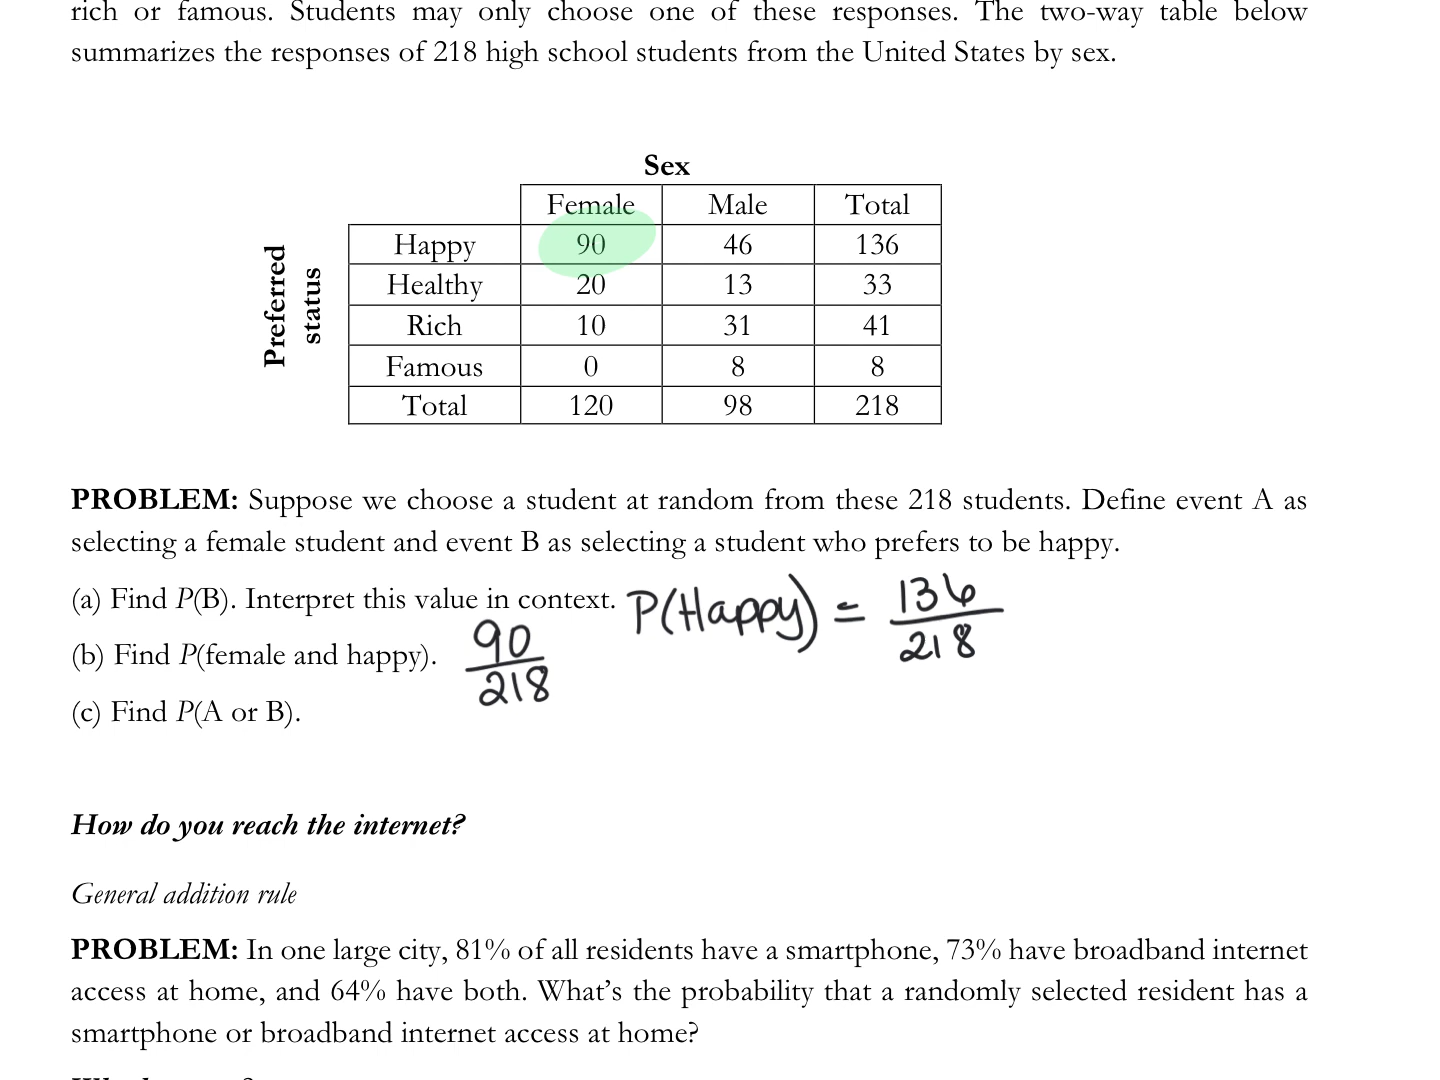 rich or famous. Students may only choose one of these responses. The two-way table below
summarizes the responses of 218 high school students from the United States by sex.
Sex
Female Male Total
Preferred
status
Happy 90 46 136
Healthy 20 13 33
Rich 10 31 41
Famous 0 8 8
Total 120 98 218
PROBLEM: Suppose we choose a student at random from these 218 students. Define event A as
selecting a female student and event B as selecting a student who prefers to be happy.
(a) Find P(B). Interpret this value in context. P(Happy) = 136/218
(b) Find P(female and happy). 90/218
(c) Find P(A or B).
How do you reach the internet?
General addition rule
PROBLEM: In one large city, 81% of all residents have a smartphone, 73% have broadband internet
access at home, and 64% have both. What's the probability that a randomly selected resident has a
smartphone or broadband internet access at home?